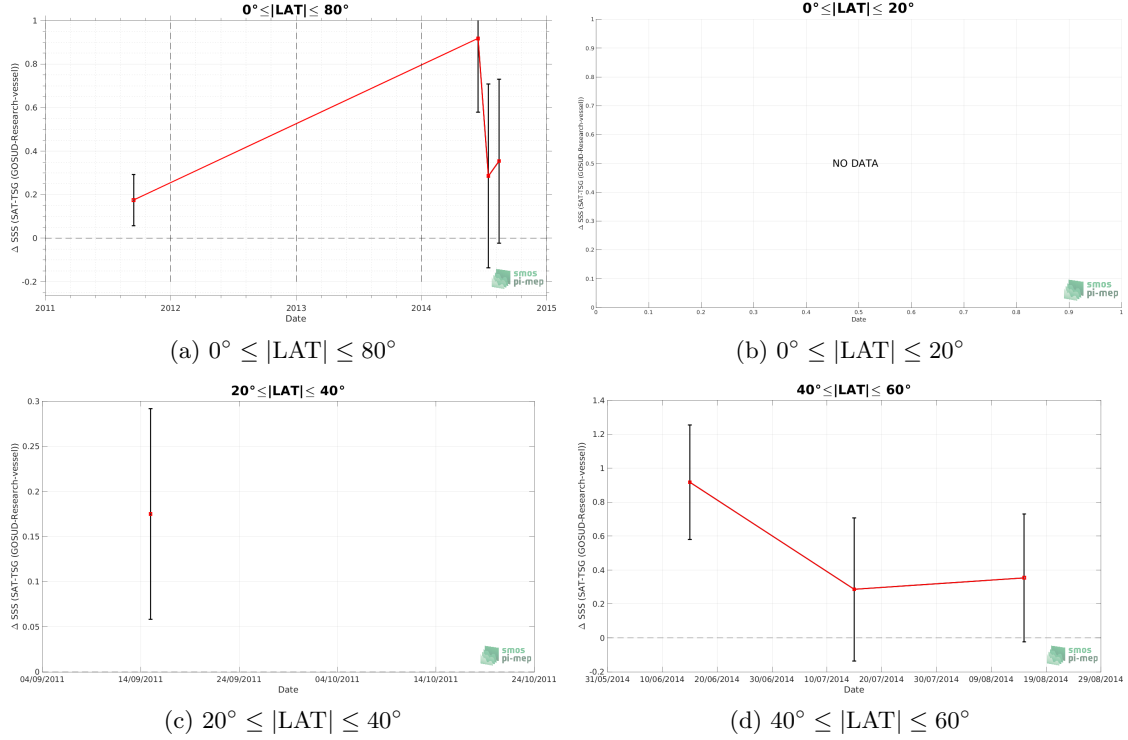 0°≤|LAT|≤ 80°
Δ SSS (SAT-TSG (GOSUD-Research-vessel))
1
0.8
0.6
0.4
0.2
0
-0.2
2011 2012 2013 2014 2015
Date
smos
pi-mep
(a) 0° ≤ |LAT| ≤ 80°
0°≤|LAT|≤ 20°
Δ SSS (SAT-TSG (GOSUD-Research-vessel))
1
0.9
0.8
0.7
0.6
0.5
0.4
0.3
0.2
0.1
0
NO DATA
0 0.1 0.2 0.3 0.4 0.5 0.6 0.7 0.8 0.9 1
Date
smos
pi-mep
(b) 0° ≤ |LAT| ≤ 20°
20°≤|LAT|≤ 40°
Δ SSS (SAT-TSG (GOSUD-Research-vessel))
0.3
0.25
0.2
0.15
0.1
0.05
0
04/09/2011 14/09/2011 24/09/2011 04/10/2011 14/10/2011 24/10/2011
Date
smos
pi-mep
(c) 20° ≤ |LAT| ≤ 40°
40°≤|LAT|≤ 60°
Δ SSS (SAT-TSG (GOSUD-Research-vessel))
1.4
1.2
1
0.8
0.6
0.4
0.2
0
-0.2
31/05/2014 10/06/2014 20/06/2014 30/06/2014 10/07/2014 20/07/2014 30/07/2014 09/08/2014 19/08/2014 29/08/2014
Date
smos
pi-mep
(d) 40° ≤ |LAT| ≤ 60°